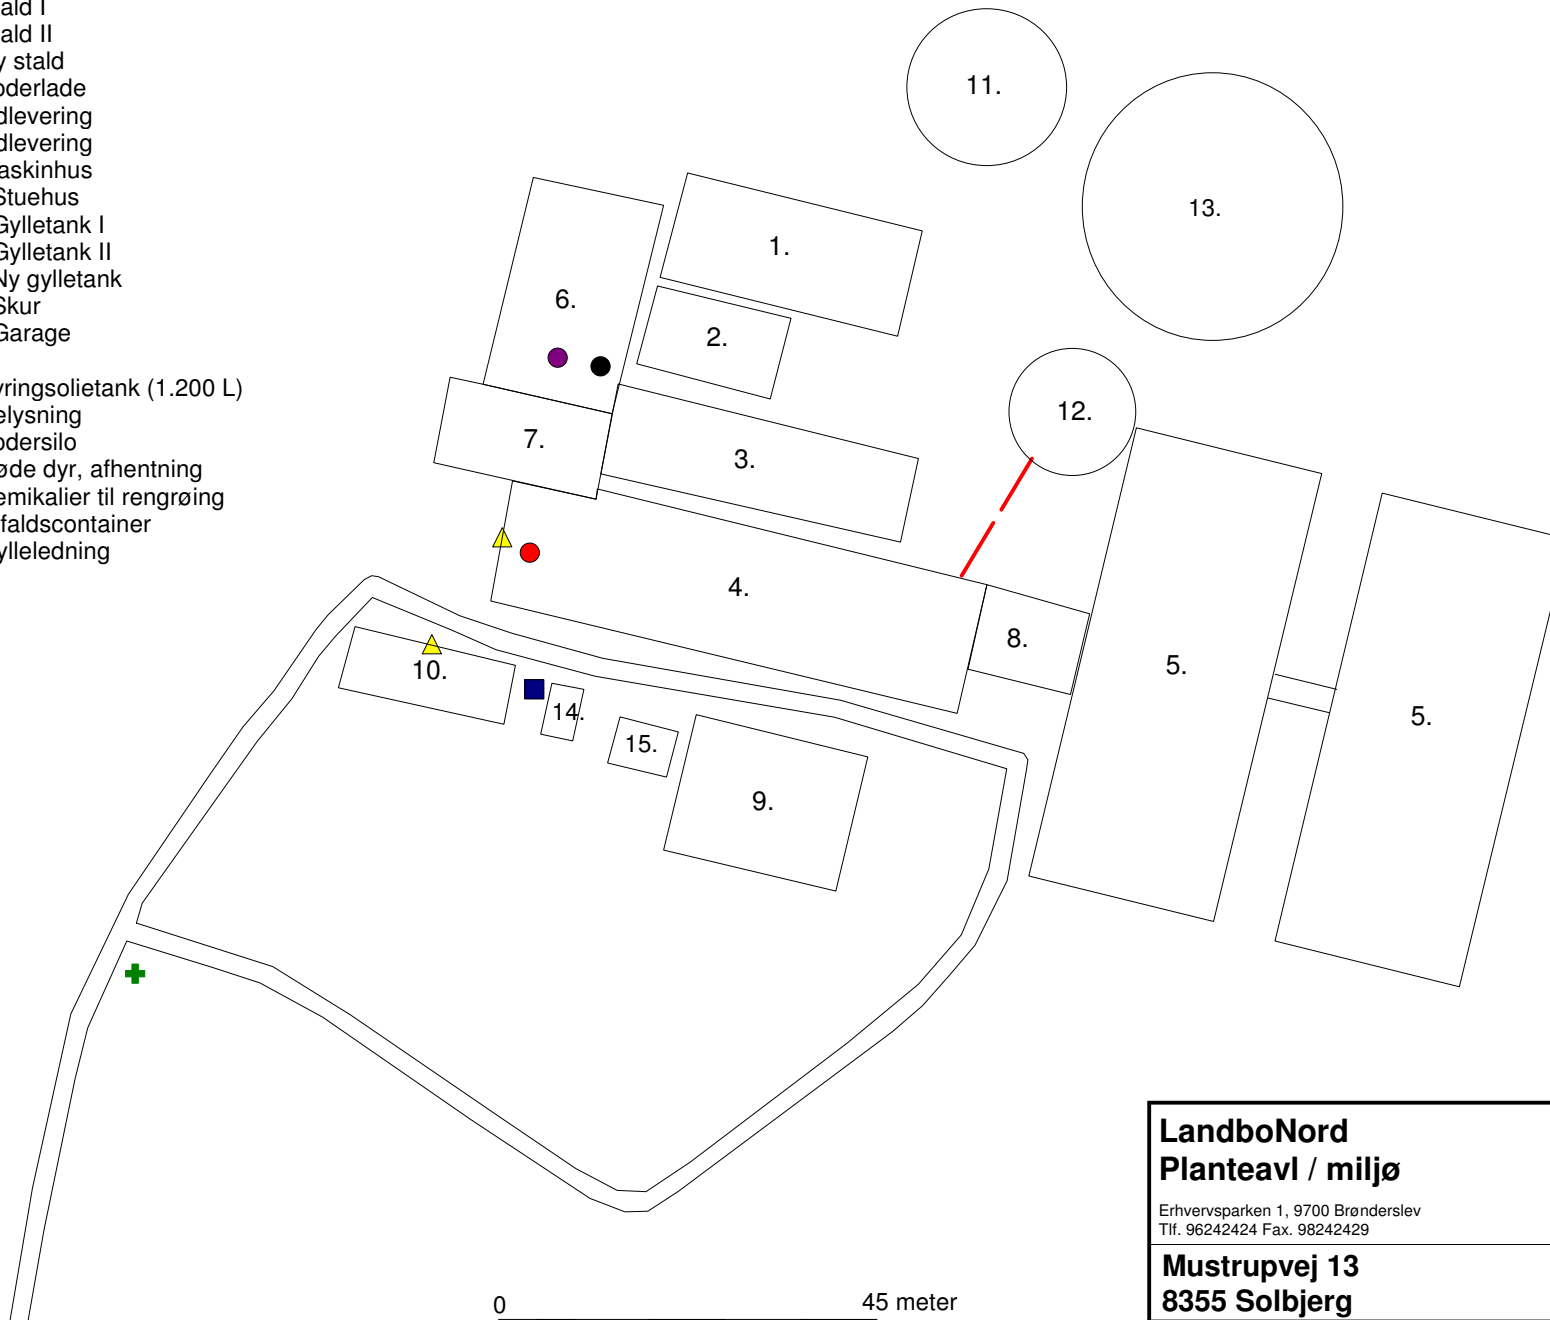 ald I
ald II
y stald
oderlade
dlevering
dlevering
askinhus
Stuehus
Gylletank I
Gylletank II
Ny gylletank
Skur
Garage
yringsolietank (1.200 L)
elysning
odersilo
øde dyr, afhentning
emikalier til rengrøing
ffaldscontainer
ylleledning
11.
13.
1.
6.
2.
12.
7.
3.
4.
8.
10.
5.
14.
15.
5.
9.
LandboNord
Planteavl / miljø
Erhvervsparken 1, 9700 Brønderslev
Tlf. 96242424 Fax. 98242429
Mustrupvej 13
8355 Solbjerg
0
45 meter